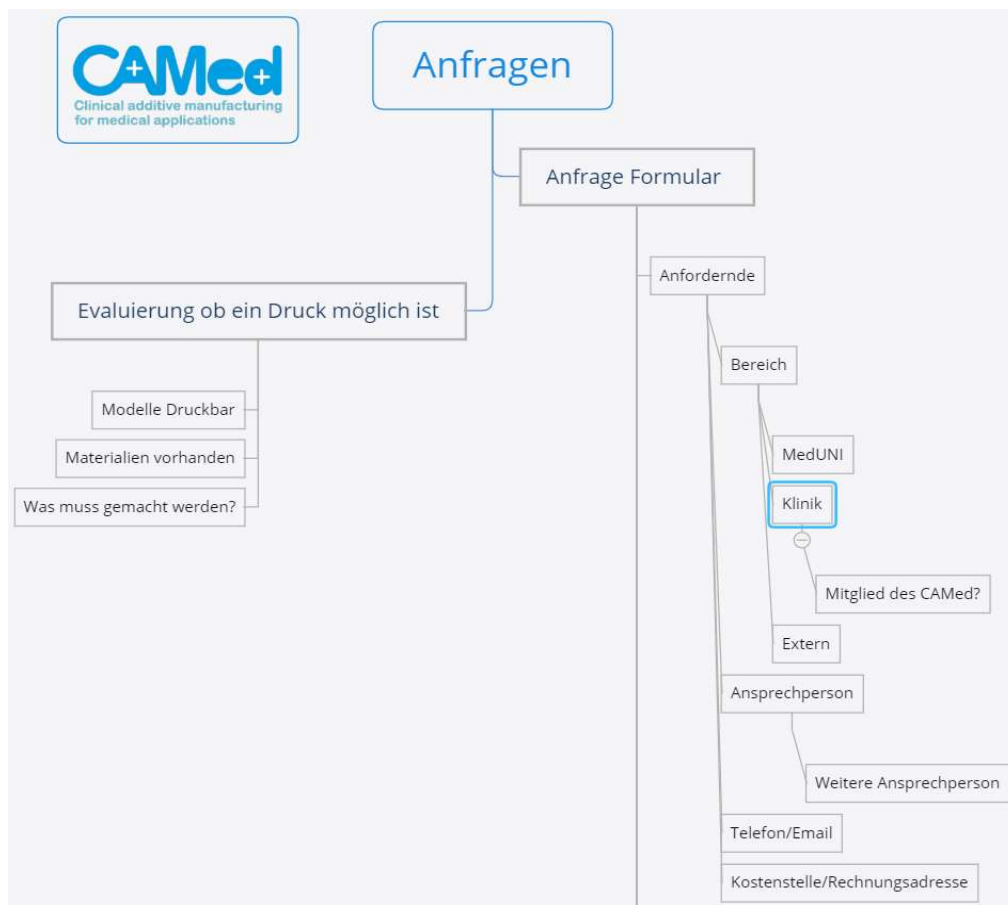 CAMed
Clinical additive manufacturing
for medical applications
Anfragen
Anfrage Formular
Anfordernde
Evaluierung ob ein Druck möglich ist
Bereich
Modelle Druckbar
MedUNI
Materialien vorhanden
Klinik
Was muss gemacht werden?
Mitglied des CAMed?
Extern
Ansprechperson
Weitere Ansprechperson
Telefon/Email
Kostenstelle/Rechnungsadresse